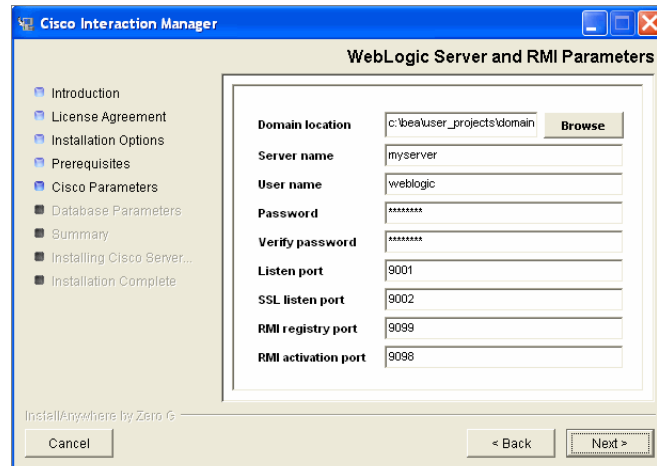 Cisco Interaction Manager
WebLogic Server and RMI Parameters
Introduction
License Agreement
Installation Options
Prerequisites
Cisco Parameters
Database Parameters
Summary
Installing Cisco Server...
Installation Complete
Domain location c:\bea\user_projects\domain Browse
Server name myserver
User name weblogic
Password ********
Verify password ********
Listen port 9001
SSL listen port 9002
RMI registry port 9099
RMI activation port 9098
InstallAnywhere by Zero G
Cancel < Back Next >